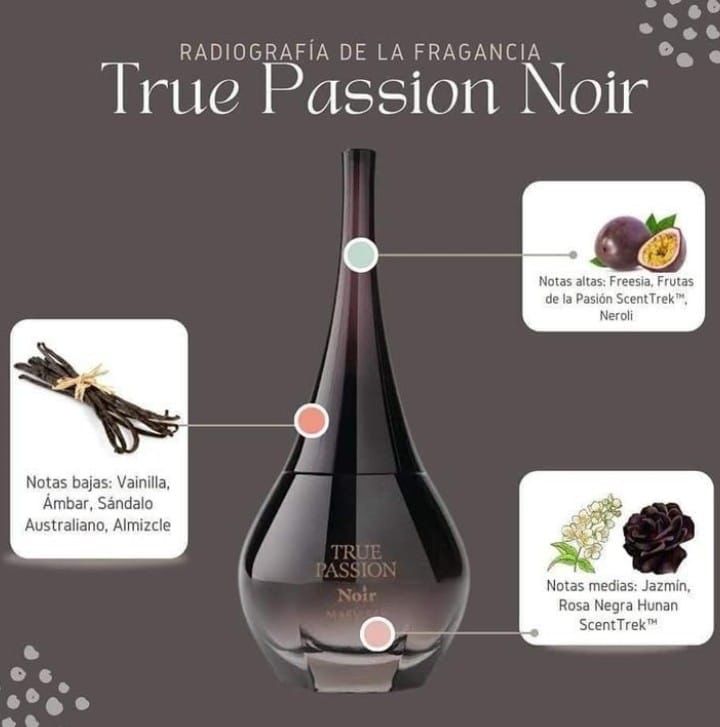 RADIOGRAFÍA DE LA FRAGANCIA
True Passion Noir
Notas altas: Freesia, Frutas
de la Pasión ScentTrek™,
Neroli
Notas bajas: Vainilla,
Ámbar, Sándalo
Australiano, Almizcle
TRUE
PASSION
Noir
Notas medias: Jazmín,
Rosa Negra Hunan
ScentTrek™